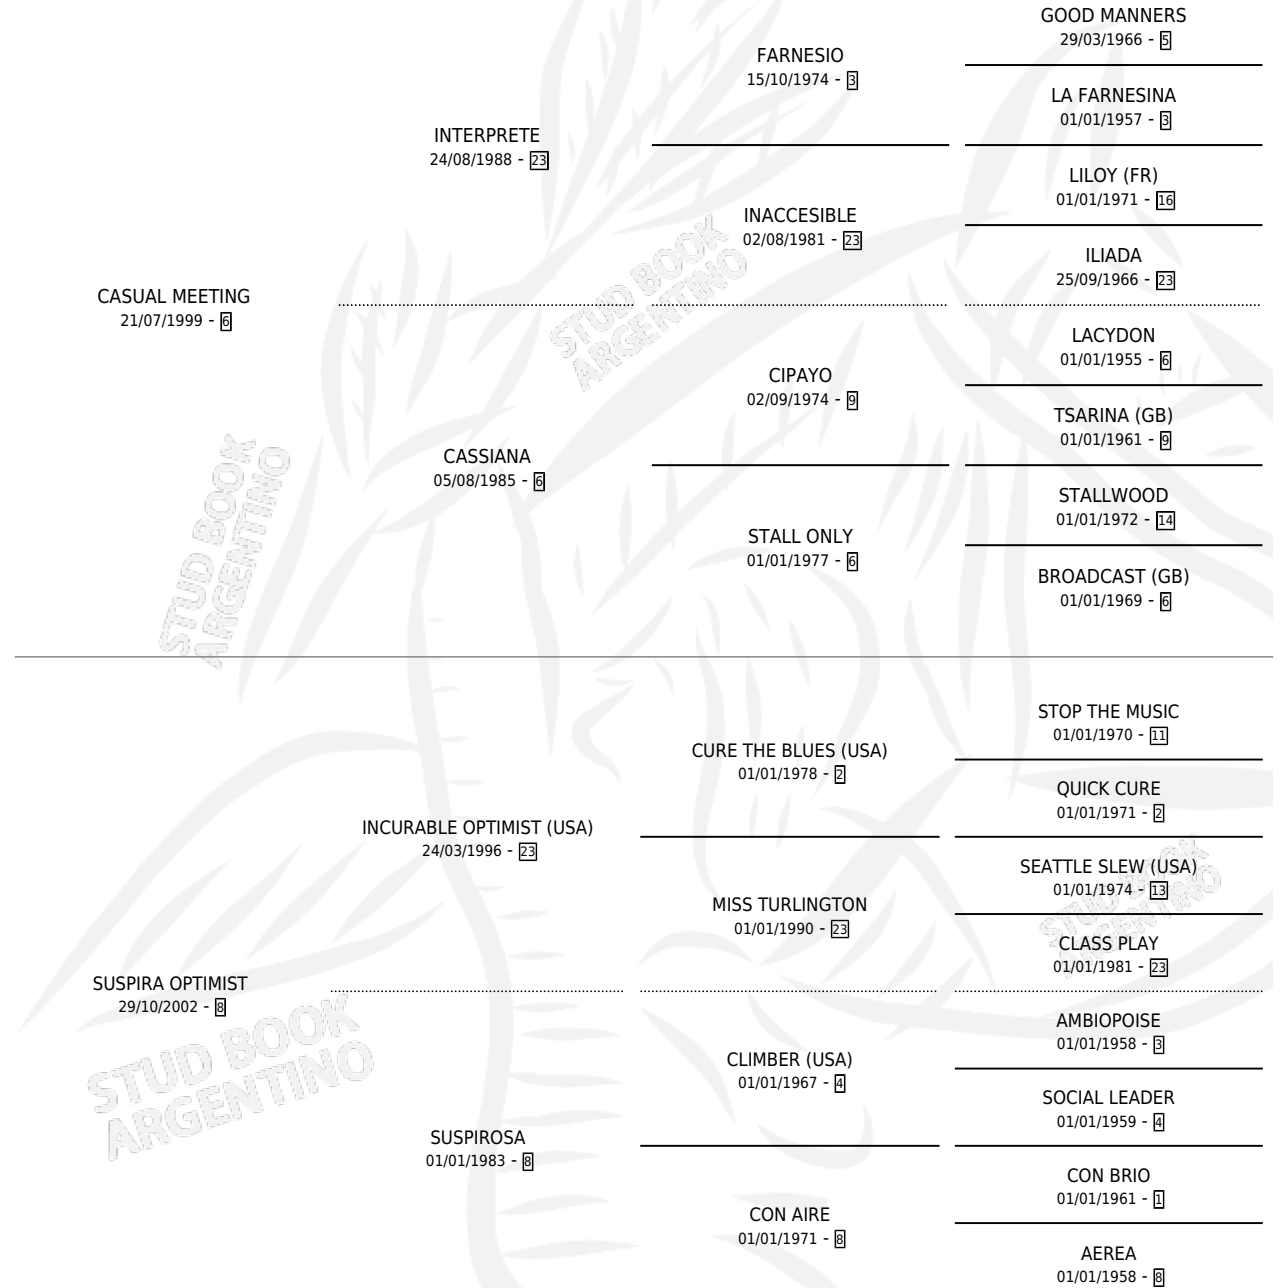 GOOD MANNERS
29/03/1966 - 5
FARNESIO
15/10/1974 - 3
LA FARNESINA
01/01/1957 - 3
INTERPRETE
24/08/1988 - 23
LILOY (FR)
01/01/1971 - 16
INACCESIBLE
02/08/1981 - 23
ILIADA
25/09/1966 - 23
CASUAL MEETING
21/07/1999 - 6
LACYDON
01/01/1955 - 6
CIPAYO
02/09/1974 - 9
TSARINA (GB)
01/01/1961 - 9
CASSIANA
05/08/1985 - 6
STALLWOOD
01/01/1972 - 14
STALL ONLY
01/01/1977 - 6
BROADCAST (GB)
01/01/1969 - 6
STOP THE MUSIC
01/01/1970 - 11
CURE THE BLUES (USA)
01/01/1978 - 2
QUICK CURE
01/01/1971 - 2
INCURABLE OPTIMIST (USA)
24/03/1996 - 23
SEATTLE SLEW (USA)
01/01/1974 - 13
MISS TURLINGTON
01/01/1990 - 23
CLASS PLAY
01/01/1981 - 23
SUSPIRA OPTIMIST
29/10/2002 - 8
AMBIOPOISE
01/01/1958 - 3
CLIMBER (USA)
01/01/1967 - 4
SOCIAL LEADER
01/01/1959 - 4
SUSPIROSA
01/01/1983 - 8
CON BRIO
01/01/1961 - 1
CON AIRE
01/01/1971 - 8
AEREA
01/01/1958 - 8
STUD BOOK
ARGENTINO
STUD BOOK
ARGENTINO
STUD BOOK
ARGENTINO
STUD BOOK
ARGENTINO